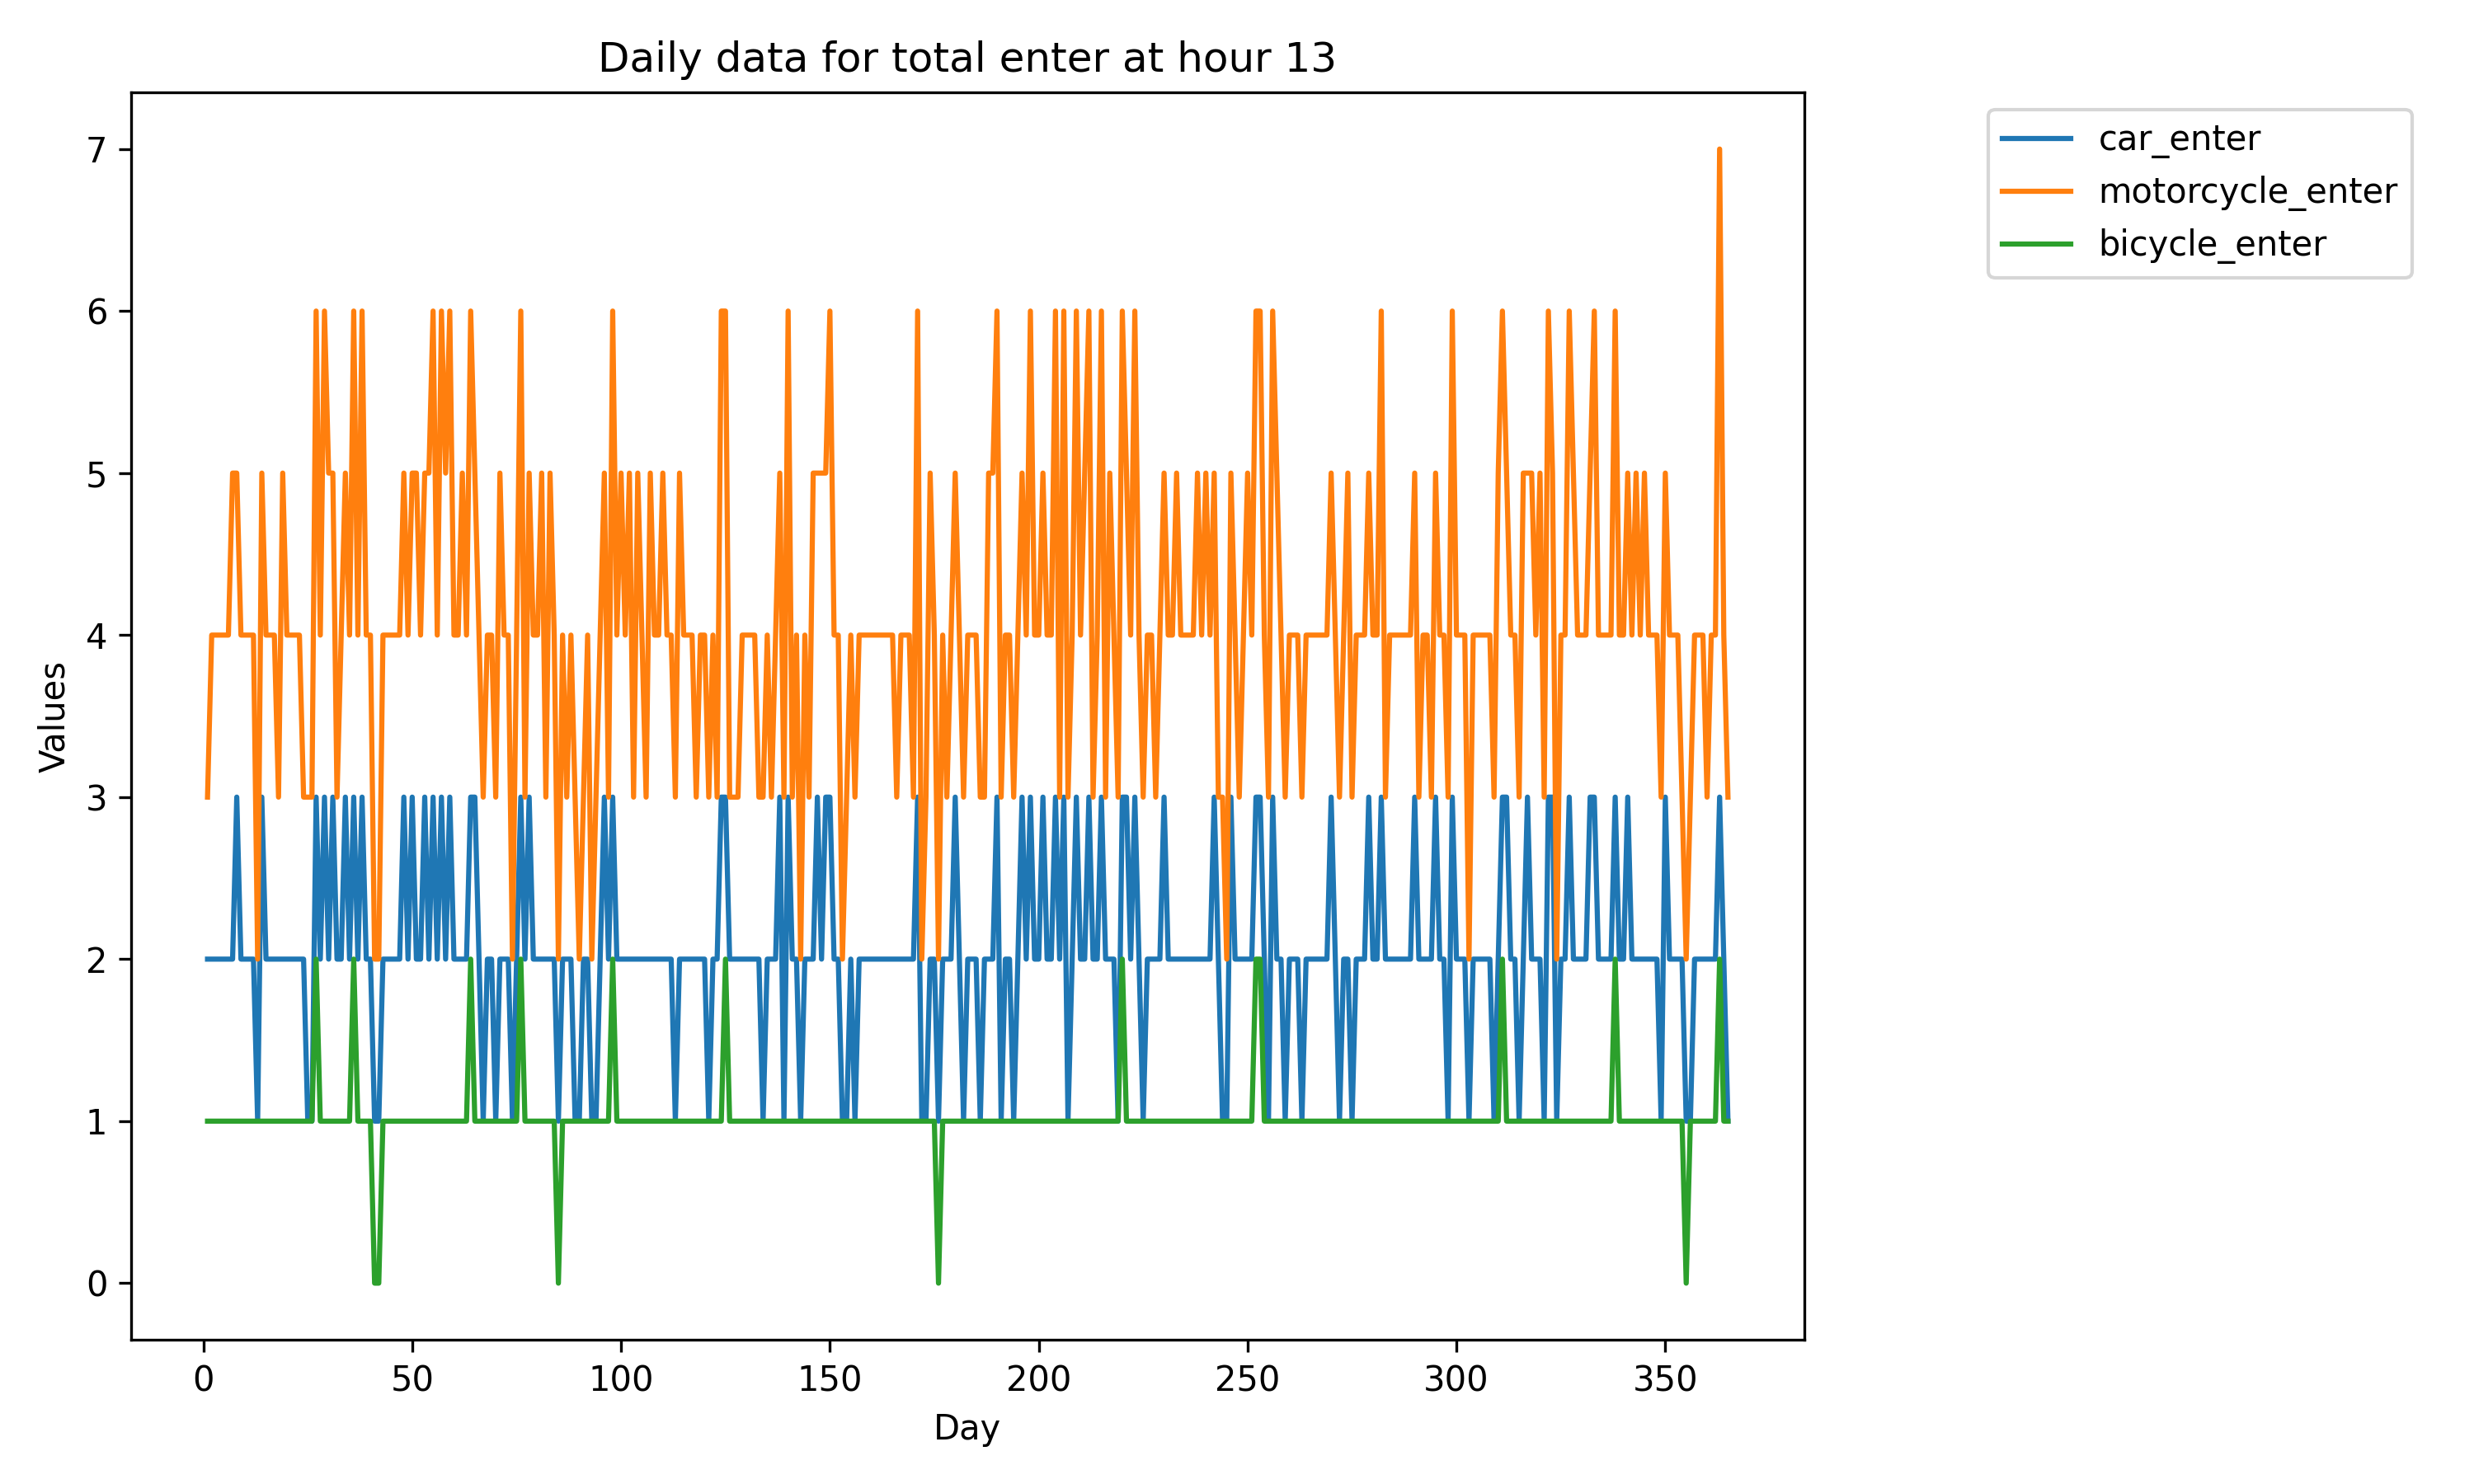 Daily data for total enter at hour 13
7
6
5
4
3
2
1
0
Values
0 50 100 150 200 250 300 350
Day
car_enter
motorcycle_enter
bicycle_enter